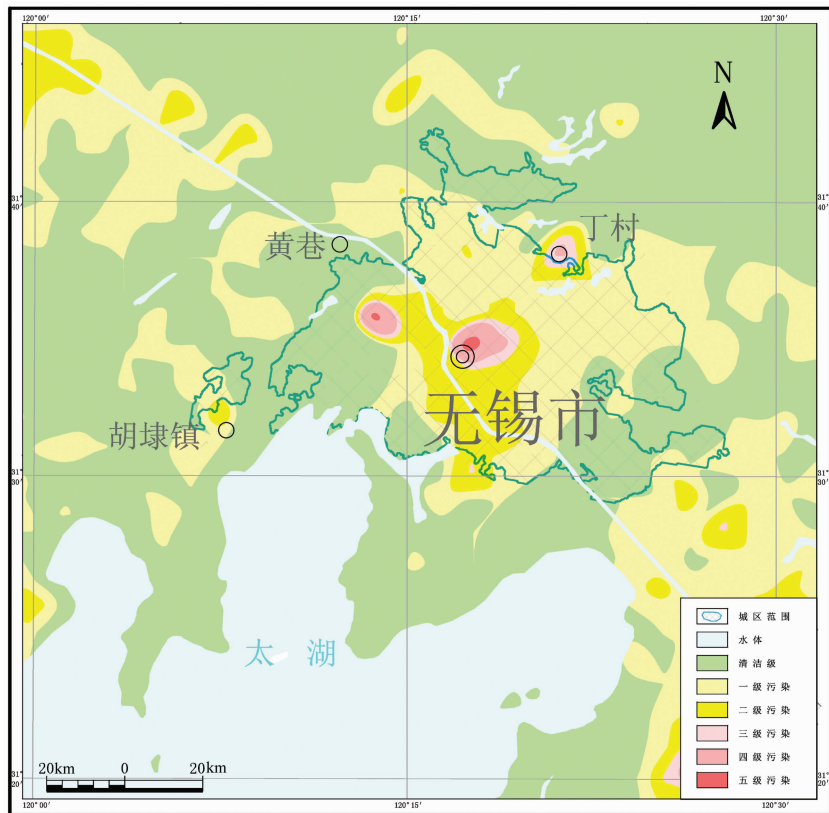 120°00′
120°15′
120°30′
N
31°
40′
31°
40′
丁村
黄巷
无锡市
胡埭镇
31°
30′
31°
30′
太 湖
城区范围
水体
清洁级
一级污染
二级污染
三级污染
四级污染
五级污染
20km 0 20km
31°
20′
31°
20′
120°00′
120°15′
120°30′